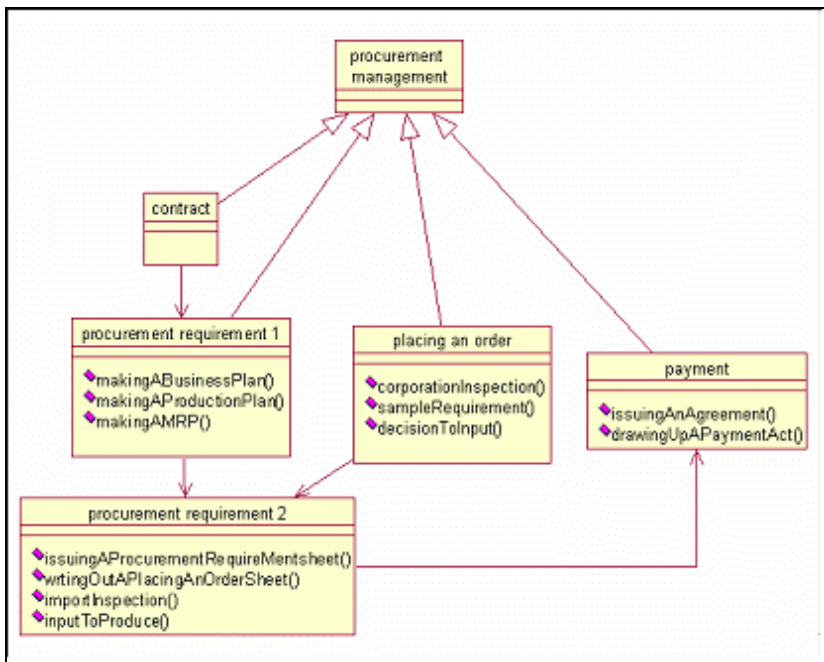 procurement
management
contract
procurement requirement 1
makingABusinessPlan()
makingAProductionPlan()
makingAMRP()
placing an order
corporationInspection()
sampleRequirement()
decisionToInput()
payment
issuingAnAgreement()
drawingUpAPaymentAct()
procurement requirement 2
issuingAProcurementRequireMentsheet()
wrtingOutAPlacingAnOrderSheet()
importInspection()
inputToProduce()